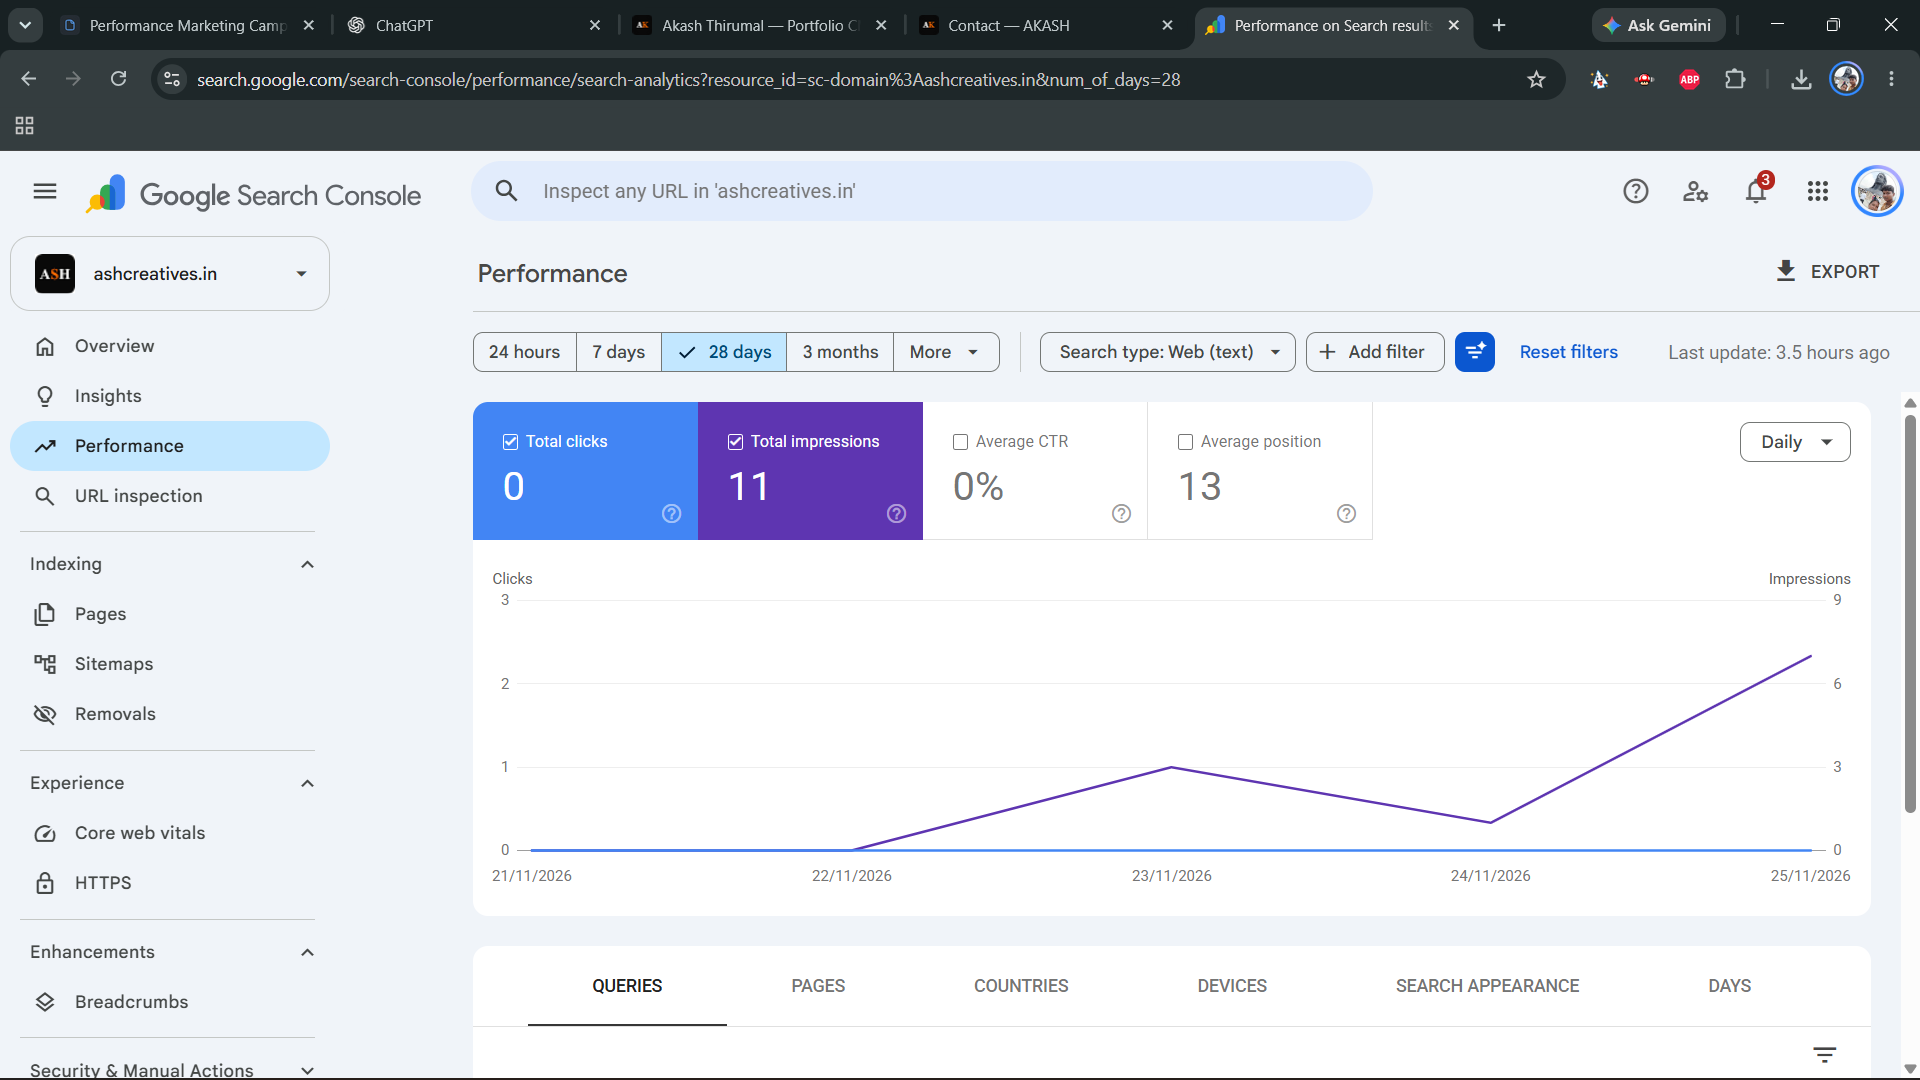 Performance Marketing Camp
ChatGPT
Akash Thirumal — Portfolio C
Contact — AKASH
Performance on Search results
Ask Gemini
search.google.com/search-console/performance/search-analytics?resource_id=sc-domain%3Aashcreatives.in&num_of_days=28
ABP
Google Search Console
Inspect any URL in 'ashcreatives.in'
3
ASH
ashcreatives.in
Performance
EXPORT
24 hours
7 days
28 days
3 months
More
Search type: Web (text)
Add filter
Reset filters
Last update: 3.5 hours ago
Overview
Insights
Performance
URL inspection
Indexing
Pages
Sitemaps
Removals
Experience
Core web vitals
HTTPS
Enhancements
Breadcrumbs
Security & Manual Actions
Total clicks
0
Total impressions
11
Average CTR
0%
Average position
13
Daily
Clicks
Impressions
3
9
2
6
1
3
0
0
21/11/2026
22/11/2026
23/11/2026
24/11/2026
25/11/2026
QUERIES
PAGES
COUNTRIES
DEVICES
SEARCH APPEARANCE
DAYS